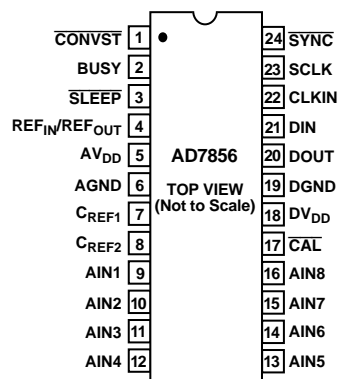 CONVST 1
BUSY 2
SLEEP 3
REFIN/REFOUT 4
AVDD 5
AGND 6
CREF1 7
CREF2 8
AIN1 9
AIN2 10
AIN3 11
AIN4 12
AD7856
TOP VIEW
(Not to Scale)
24 SYNC
23 SCLK
22 CLKIN
21 DIN
20 DOUT
19 DGND
18 DVDD
17 CAL
16 AIN8
15 AIN7
14 AIN6
13 AIN5